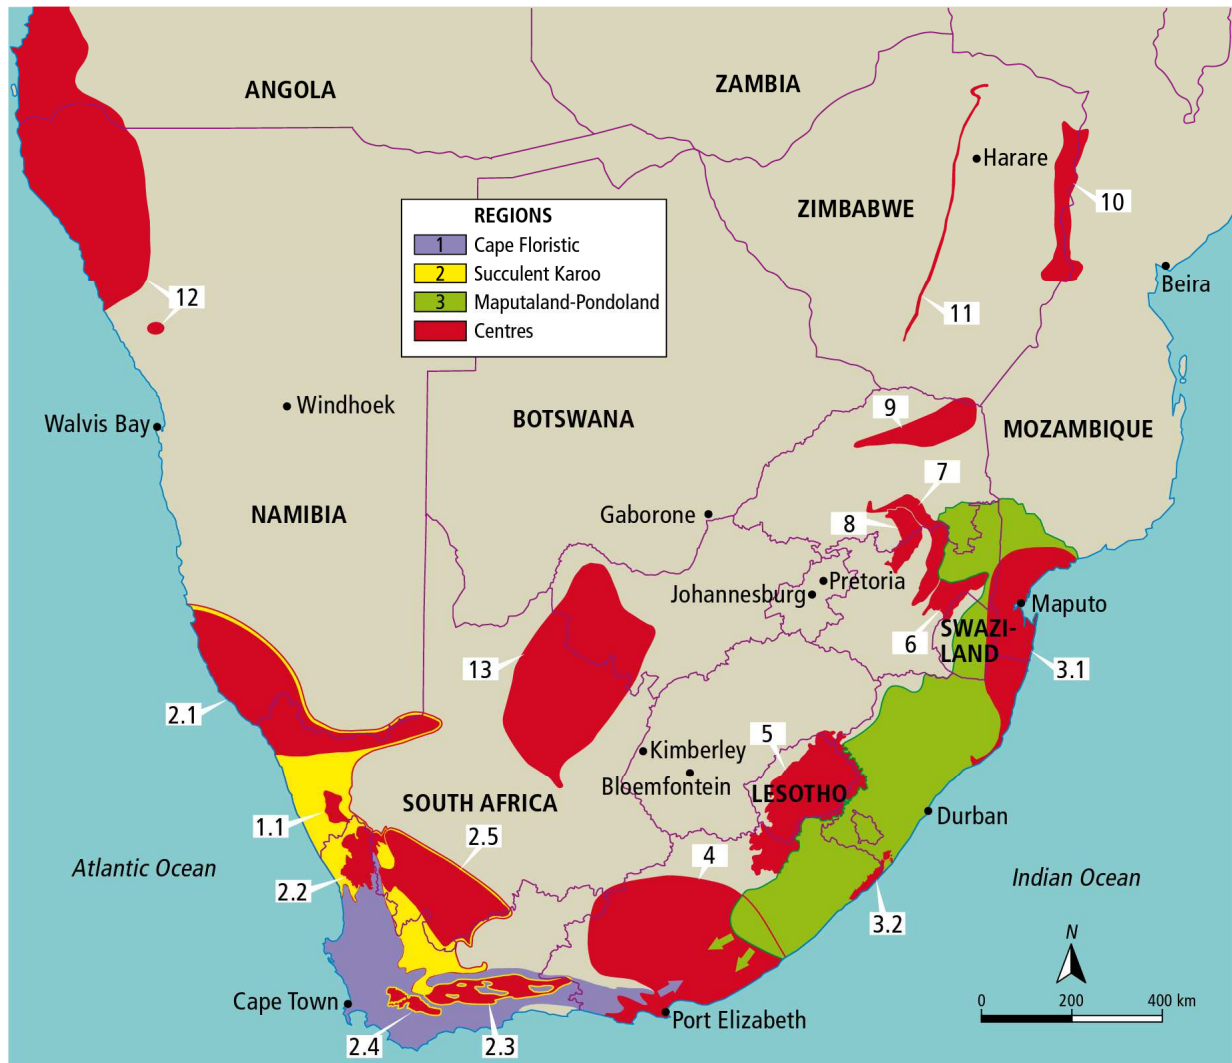 ANGOLA
ZAMBIA
Harare
ZIMBABWE
10
REGIONS
1 Cape Floristic
2 Succulent Karoo
3 Maputaland-Pondoland
Centres
Beira
12
11
Windhoek
Walvis Bay
BOTSWANA
9
MOZAMBIQUE
7
NAMIBIA
Gaborone
8
Pretoria
Johannesburg
Maputo
6
SWAZI-
LAND
13
3.1
2.1
5
Kimberley
Bloemfontein
LESOTHO
SOUTH AFRICA
Durban
1.1
2.5
4
Atlantic Ocean
Indian Ocean
2.2
3.2
N
Cape Town
0 200 400 km
Port Elizabeth
2.4
2.3